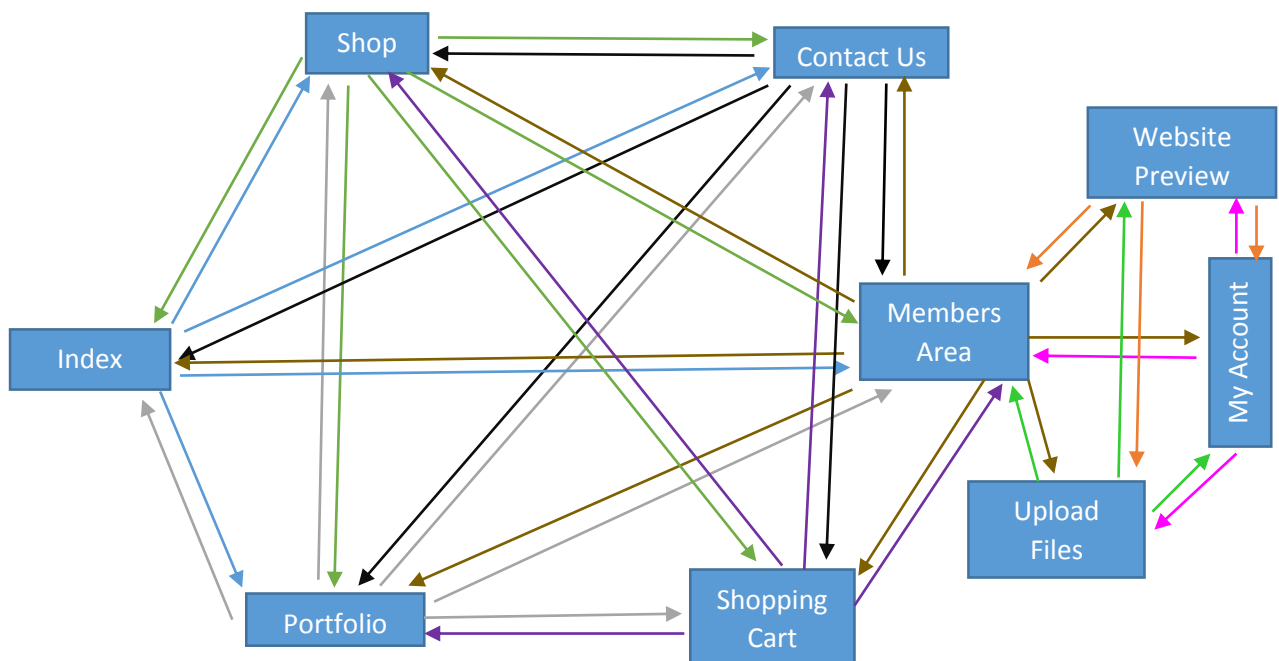 Shop
Contact Us
Website
Preview
Members
Area
My Account
Index
Upload
Files
Portfolio
Shopping
Cart